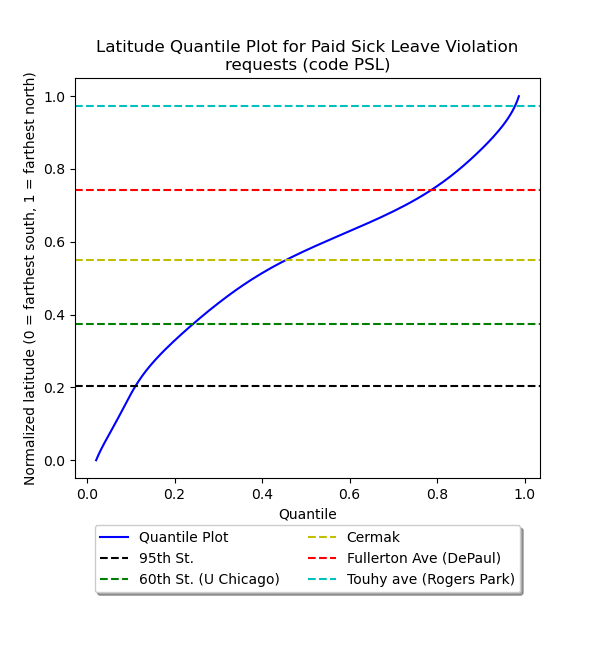 Latitude Quantile Plot for Paid Sick Leave Violation
requests (code PSL)
Normalized latitude (0 = farthest south, 1 = farthest north)
1.0
0.8
0.6
0.4
0.2
0.0
0.0 0.2 0.4 0.6 0.8 1.0
Quantile
Quantile Plot
95th St.
60th St. (U Chicago)
Cermak
Fullerton Ave (DePaul)
Touhy ave (Rogers Park)